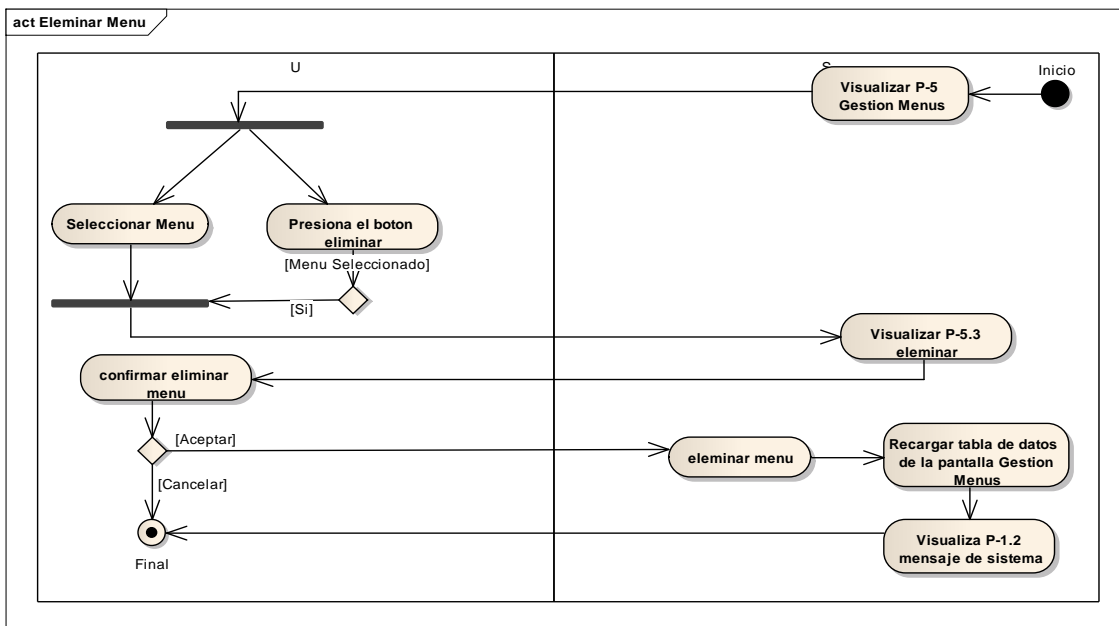 act Eleminar Menu
U
S
Inicio
Visualizar P-5
Gestion Menus
Seleccionar Menu
Presiona el boton
eliminar
[Menu Seleccionado]
[Si]
Visualizar P-5.3
eleminar
confirmar eliminar
menu
[Aceptar]
eleminar menu
Recargar tabla de datos
de la pantalla Gestion
Menus
[Cancelar]
Visualiza P-1.2
mensaje de sistema
Final